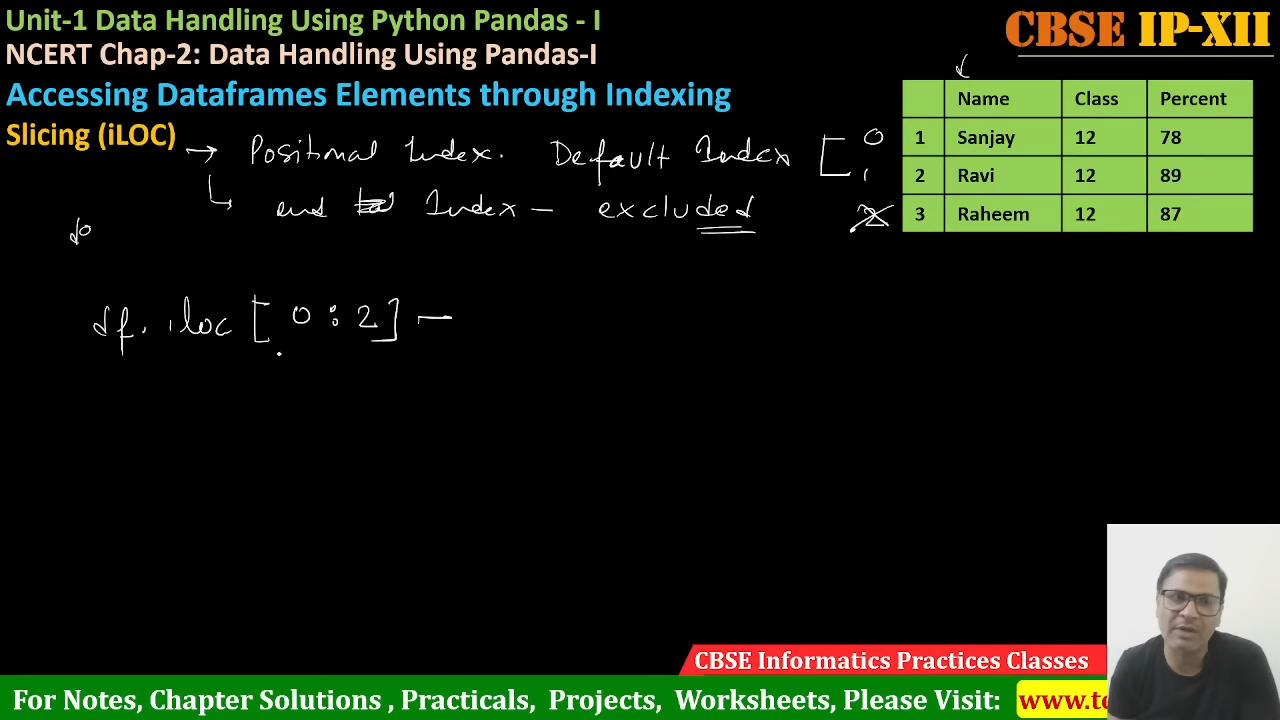 Unit-1 Data Handling Using Python Pandas - I
NCERT Chap-2: Data Handling Using Pandas-I
CBSE IP-XII
Accessing Dataframes Elements through Indexing
Slicing (iLOC)
→ Positional Index. Default Index [ 0
1
end Index - excluded
2
Name Class Percent
1 Sanjay 12 78
2 Ravi 12 89
3 Raheem 12 87
df. iloc [ 0 : 2 ] —
CBSE Informatics Practices Classes
For Notes, Chapter Solutions , Practicals, Projects, Worksheets, Please Visit: www.t